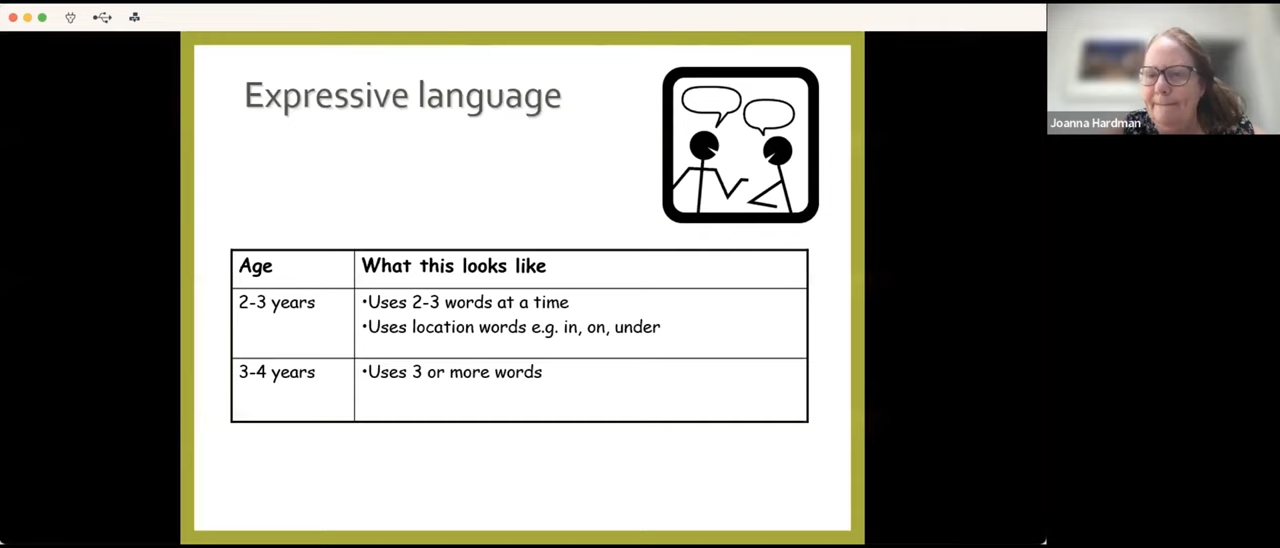 Expressive language
Joanna Hardman
Age What this looks like
2-3 years •Uses 2-3 words at a time
•Uses location words e.g. in, on, under
3-4 years •Uses 3 or more words